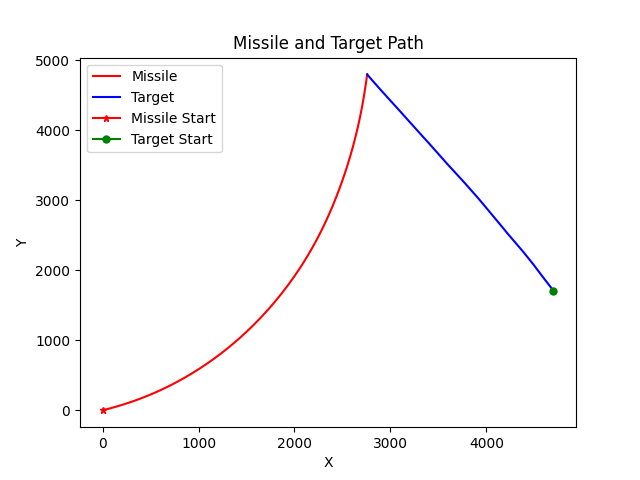 Missile and Target Path
Missile
Target
Missile Start
Target Start
5000
4000
3000
2000
1000
0
Y
0 1000 2000 3000 4000
X